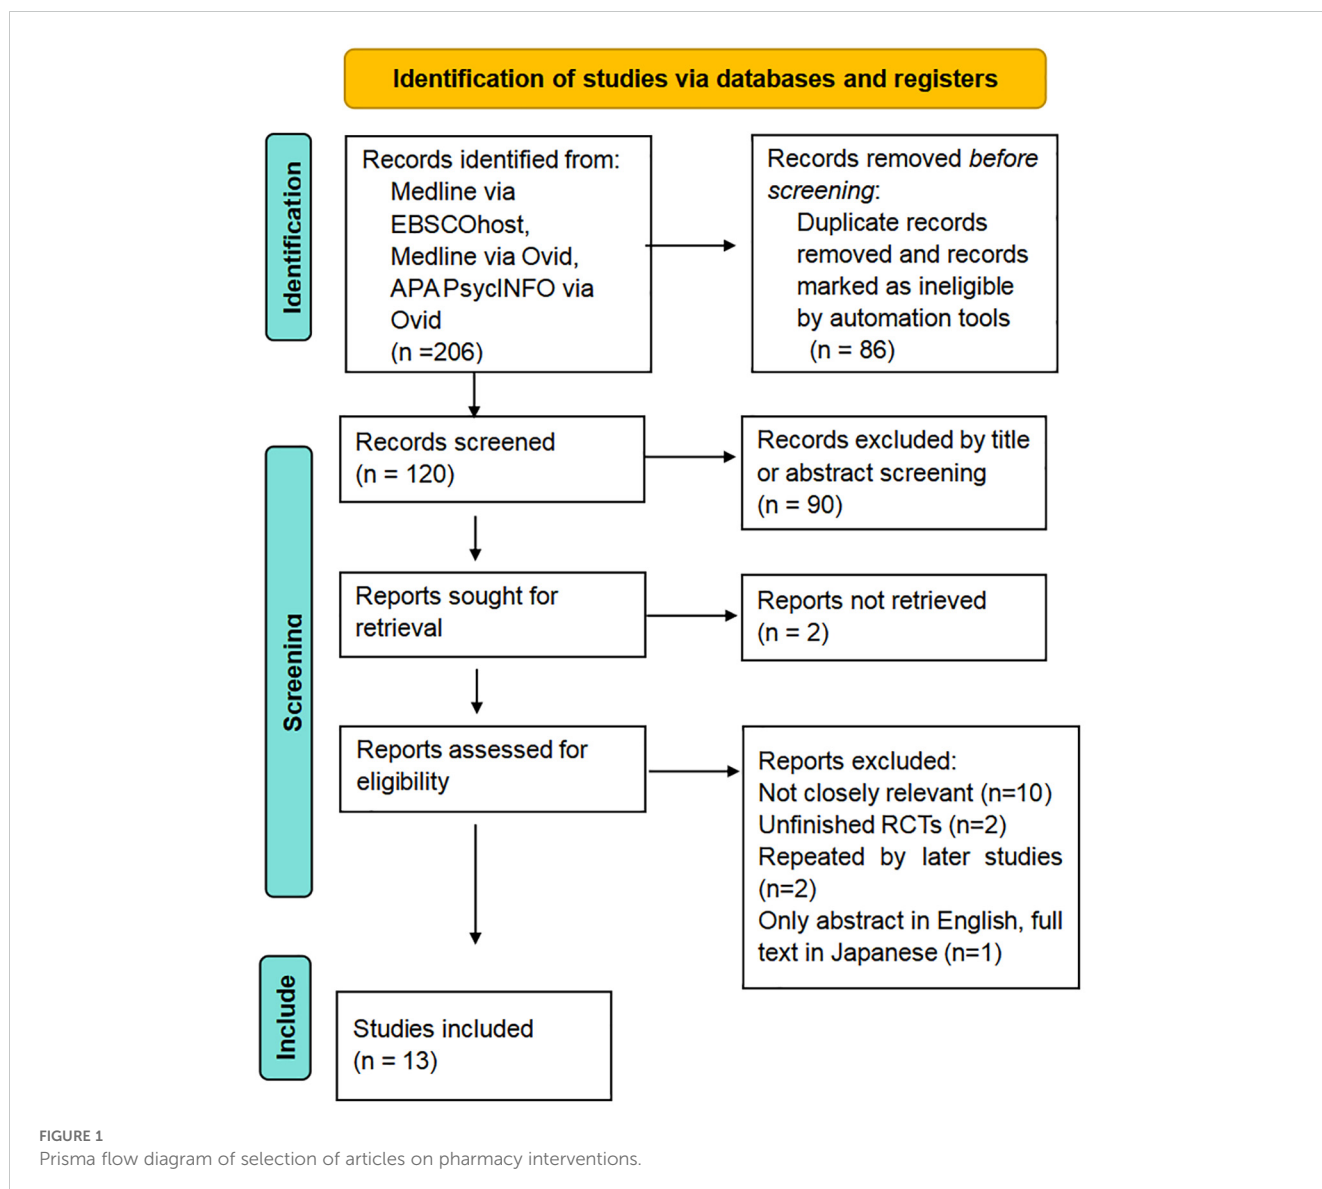 Identification of studies via databases and registers
Identification
Records identified from:
Medline via
EBSCOhost,
Medline via Ovid,
APA PsycINFO via
Ovid
(n =206)
Records removed before
screening:
Duplicate records
removed and records
marked as ineligible
by automation tools
(n = 86)
Screening
Records screened
(n = 120)
Records excluded by title
or abstract screening
(n = 90)
Reports sought for
retrieval
Reports not retrieved
(n = 2)
Reports assessed for
eligibility
Reports excluded:
Not closely relevant (n=10)
Unfinished RCTs (n=2)
Repeated by later studies
(n=2)
Only abstract in English, full
text in Japanese (n=1)
Include
Studies included
(n = 13)
FIGURE 1
Prisma flow diagram of selection of articles on pharmacy interventions.